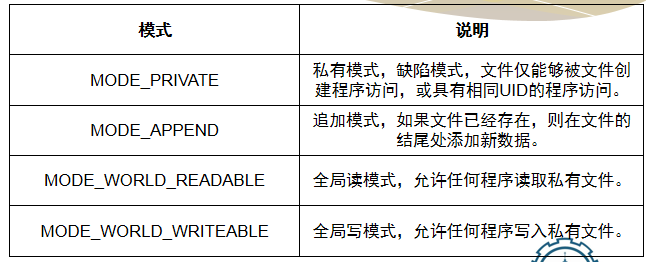 模式 说明
MODE_PRIVATE 私有模式，缺陷模式，文件仅能够被文件创
建程序访问，或具有相同UID的程序访问。
MODE_APPEND 追加模式，如果文件已经存在，则在文件的
结尾处添加新数据。
MODE_WORLD_READABLE 全局读模式，允许任何程序读取私有文件。
MODE_WORLD_WRITEABLE 全局写模式，允许任何程序写入私有文件。